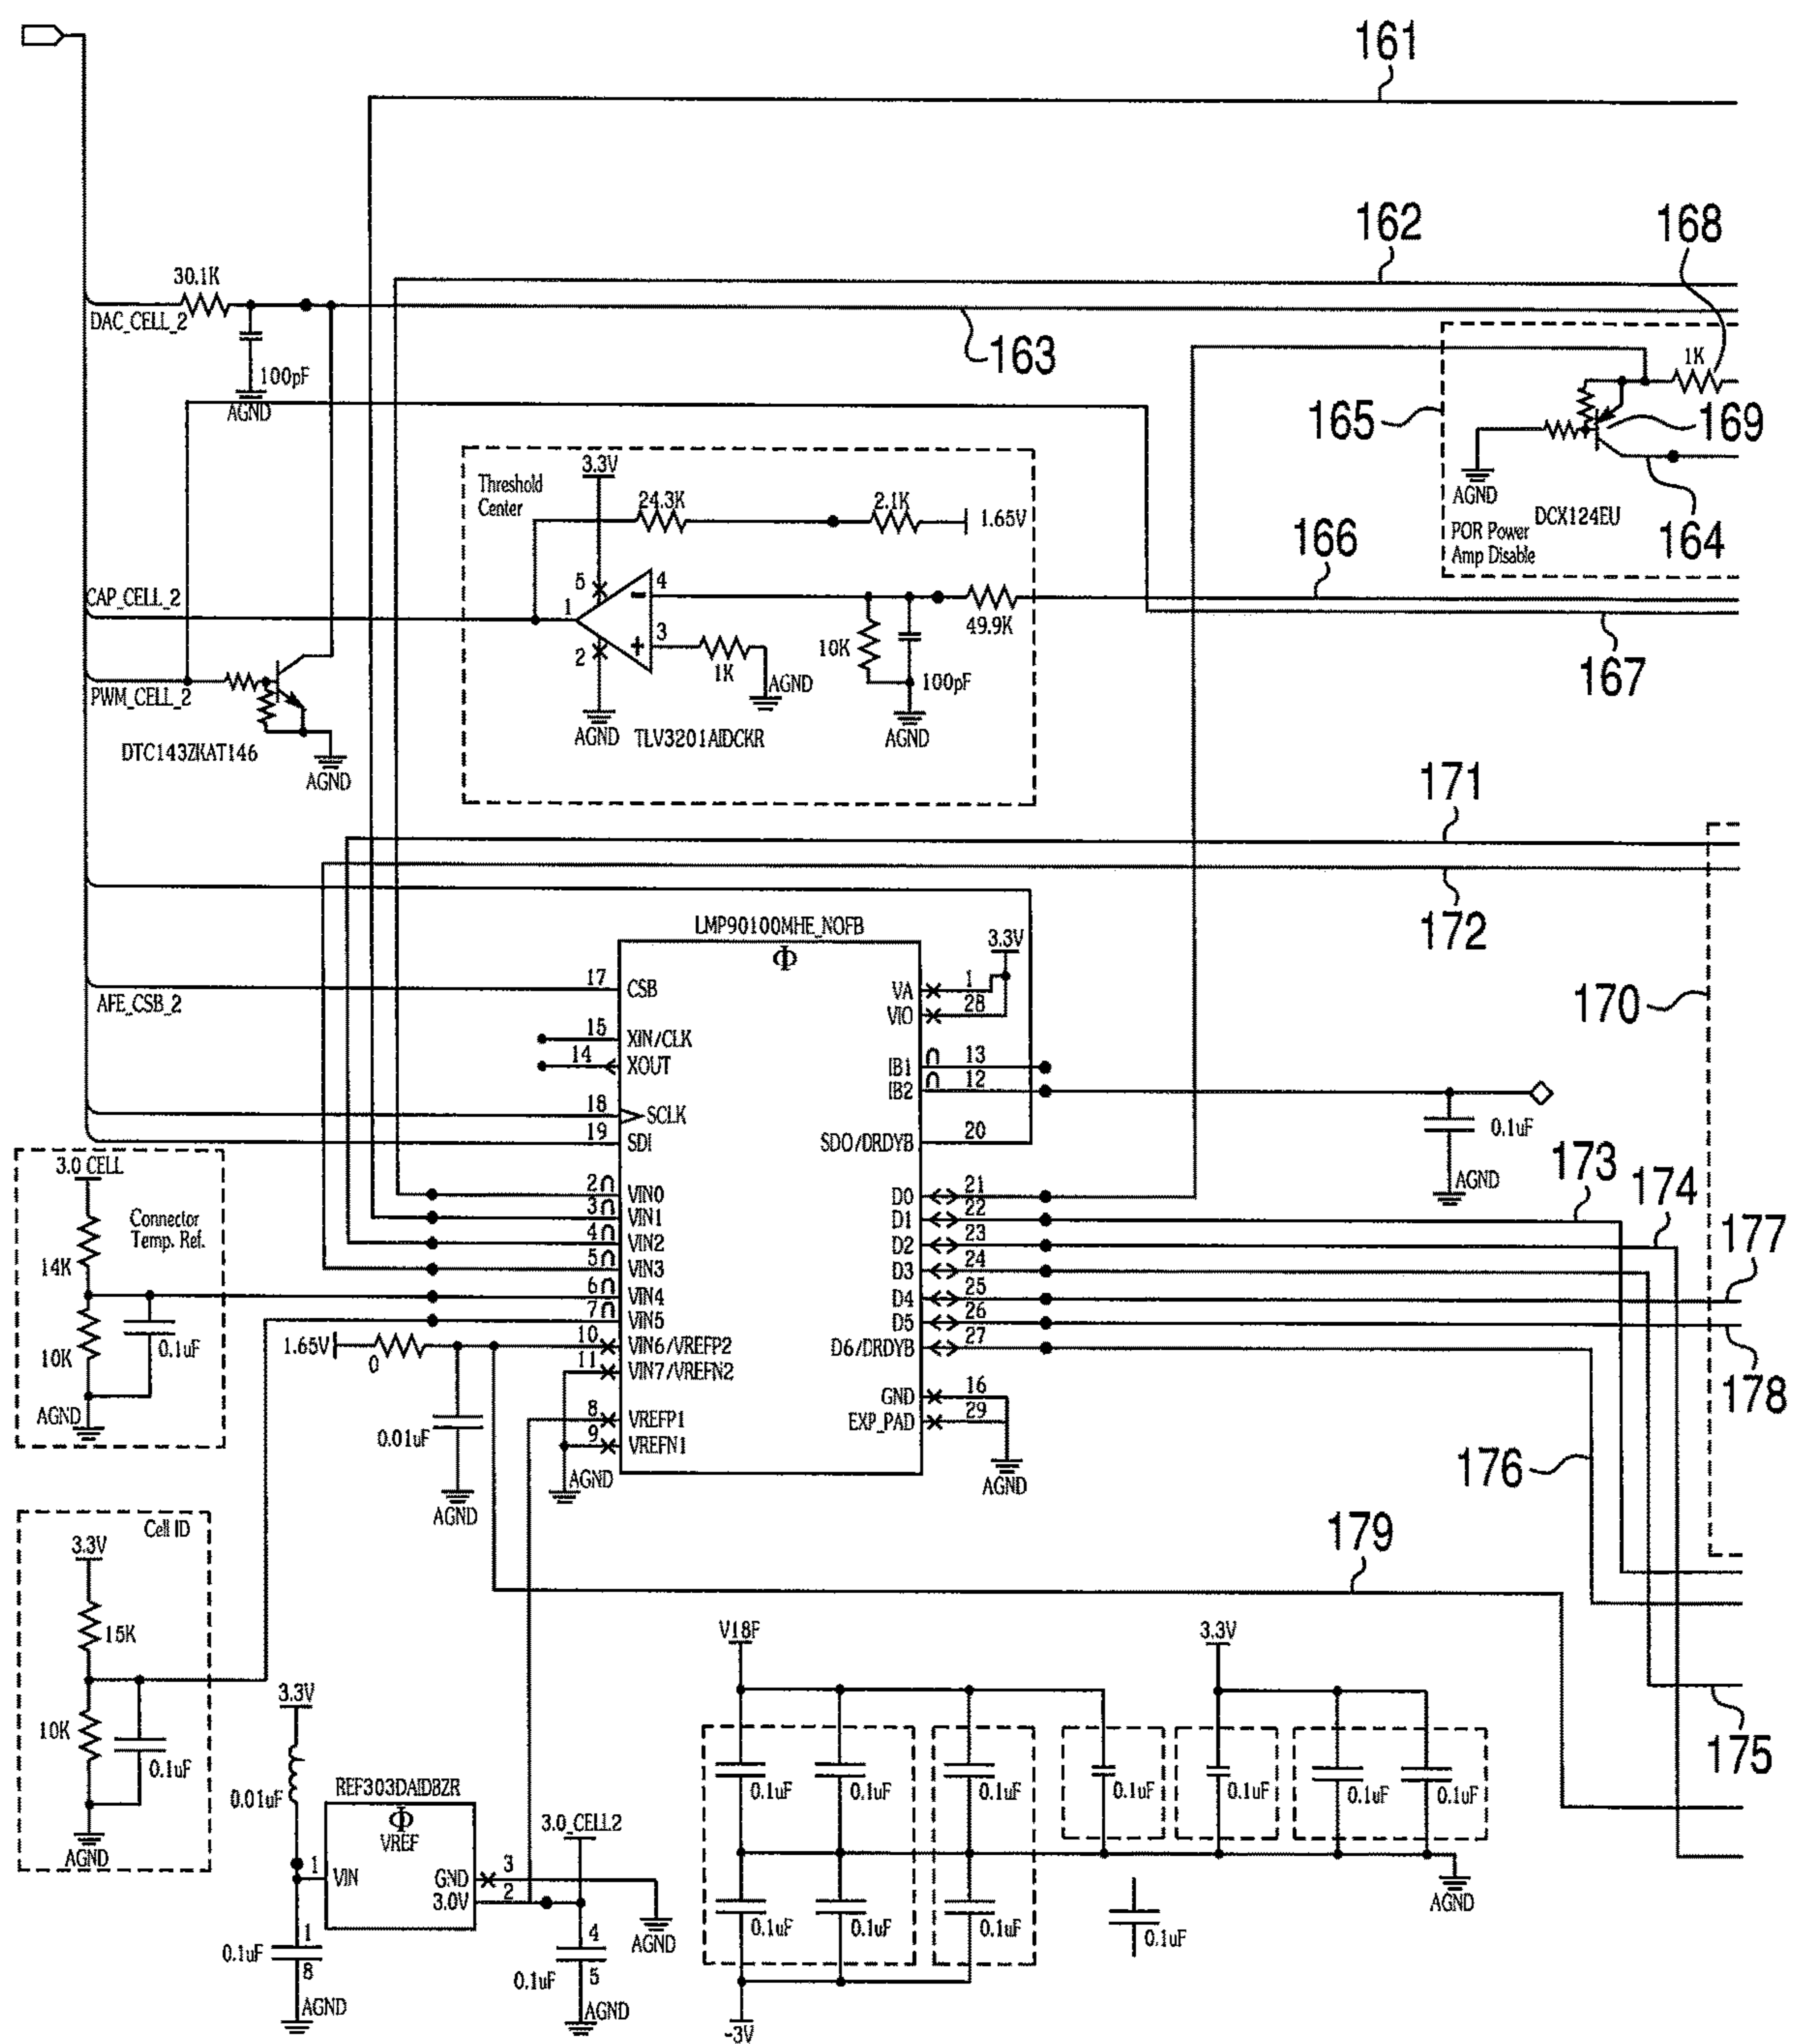 161
162
168
30.1K
DAC_CELL_2
163
100pF
AGND
1K
165
169
AGND
DCX124EU
POR Power
Amp Disable
164
Threshold
Center
3.3V
24.3K
2.1K
1.65V
166
CAP_CELL_2
5
4
1
49.9K
3
10K
2
1K
AGND
100pF
167
PWM_CELL_2
AGND
TLV3201AIDCKR
AGND
DTC143ZKAT146
AGND
171
172
LMP90100MHE_NOFB
Φ
3.3V
170
17
CSB
AFE_CSB_2
VA
1
VIO
28
15
XIN/CLK
14
XOUT
IB1
13
IB2
12
18
SCLK
19
SDI
SDO/DRDYB
20
0.1uF
AGND
173
174
177
3.0 CELL
Connector
Temp. Ref.
14K
10K
0.1uF
AGND
2
VIN0
3
VIN1
4
VIN2
5
VIN3
6
VIN4
7
VIN5
10
VIN6/VREFP2
11
VIN7/VREFN2
8
VREFP1
9
VREFN1
D0
21
D1
22
D2
23
D3
24
D4
25
D5
26
D6/DRDYB
27
GND
16
EXP_PAD
29
1.65V
0
0.01uF
AGND
AGND
AGND
178
176
Cell ID
3.3V
15K
10K
0.1uF
AGND
179
V18F
3.3V
175
3.3V
0.01uF
REF303DAIDBZR
Φ
VREF
3.0_CELL2
1
VIN
GND
3
3.0V
2
1
0.1uF
8
AGND
4
0.1uF
5
AGND
AGND
0.1uF
0.1uF
0.1uF
0.1uF
0.1uF
0.1uF
0.1uF
0.1uF
0.1uF
0.1uF
0.1uF
AGND
-3V